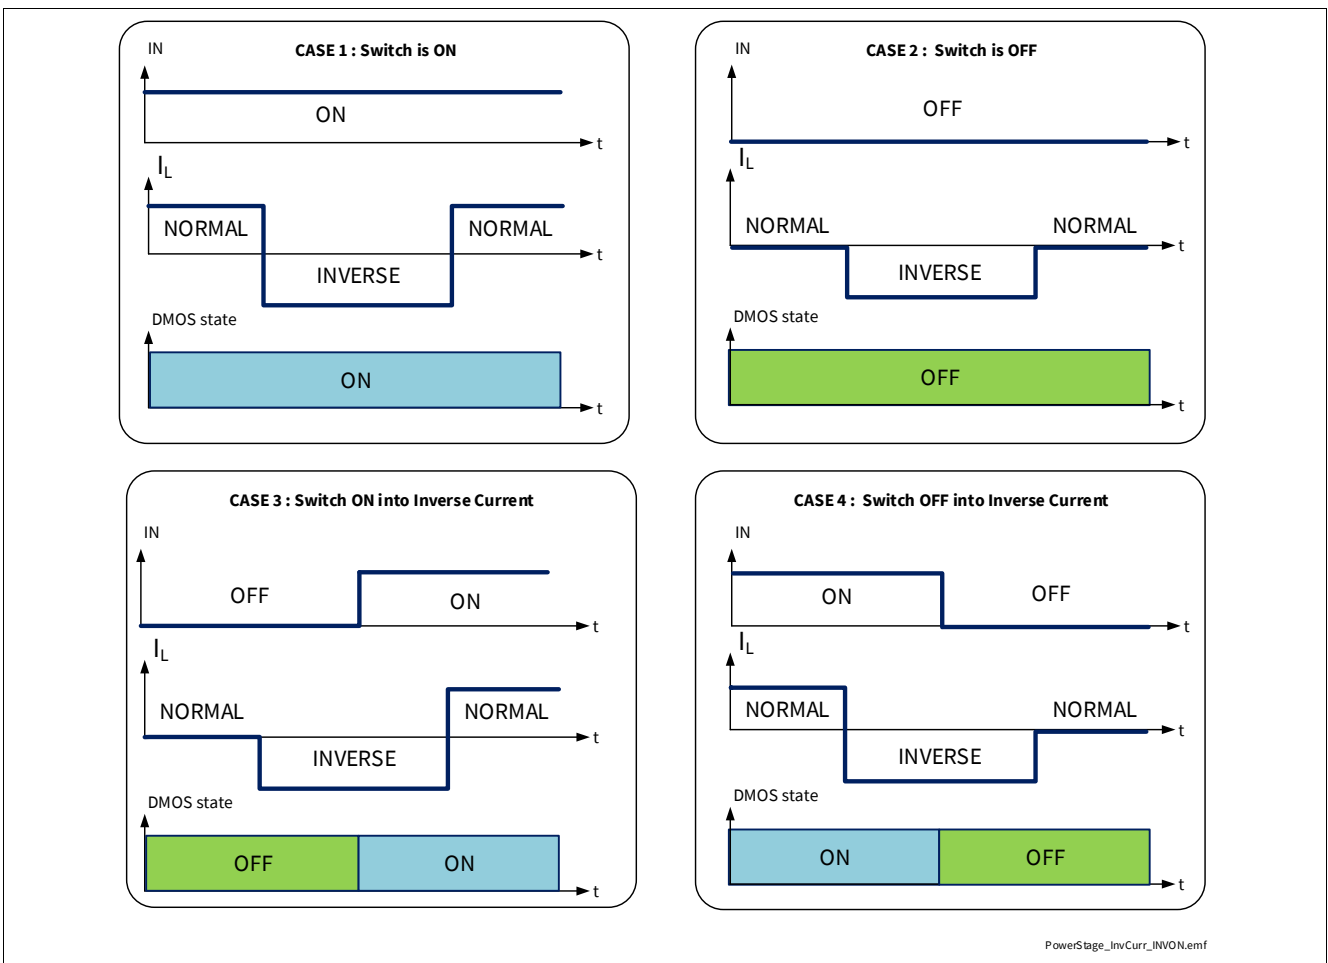 CASE 1 : Switch is ON
IN
ON
t
IL
NORMAL
NORMAL
INVERSE
t
DMOS state
ON
t
CASE 2 : Switch is OFF
IN
OFF
t
IL
NORMAL
NORMAL
INVERSE
t
DMOS state
OFF
t
CASE 3 : Switch ON into Inverse Current
IN
OFF
ON
t
IL
NORMAL
NORMAL
INVERSE
t
DMOS state
OFF
ON
t
CASE 4 : Switch OFF into Inverse Current
IN
ON
OFF
t
IL
NORMAL
NORMAL
INVERSE
t
DMOS state
ON
OFF
t
PowerStage_InvCurr_INVON.emf